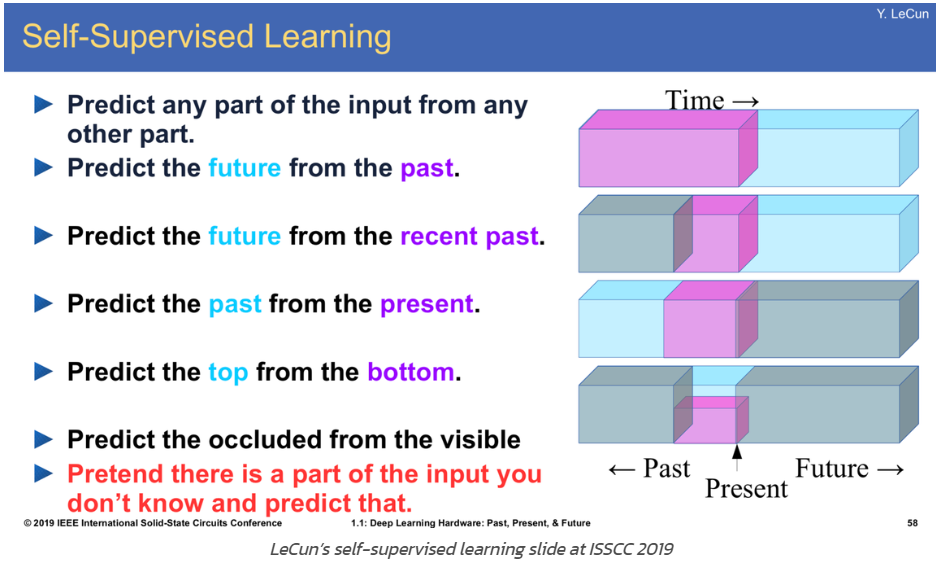 Y. LeCun
Self-Supervised Learning
Predict any part of the input from any
other part.
Predict the future from the past.
Predict the future from the recent past.
Predict the past from the present.
Predict the top from the bottom.
Predict the occluded from the visible
Pretend there is a part of the input you
don't know and predict that.
Time →
← Past
Present
Future →
© 2019 IEEE International Solid-State Circuits Conference
1.1: Deep Learning Hardware: Past, Present, & Future
58
LeCun's self-supervised learning slide at ISSCC 2019